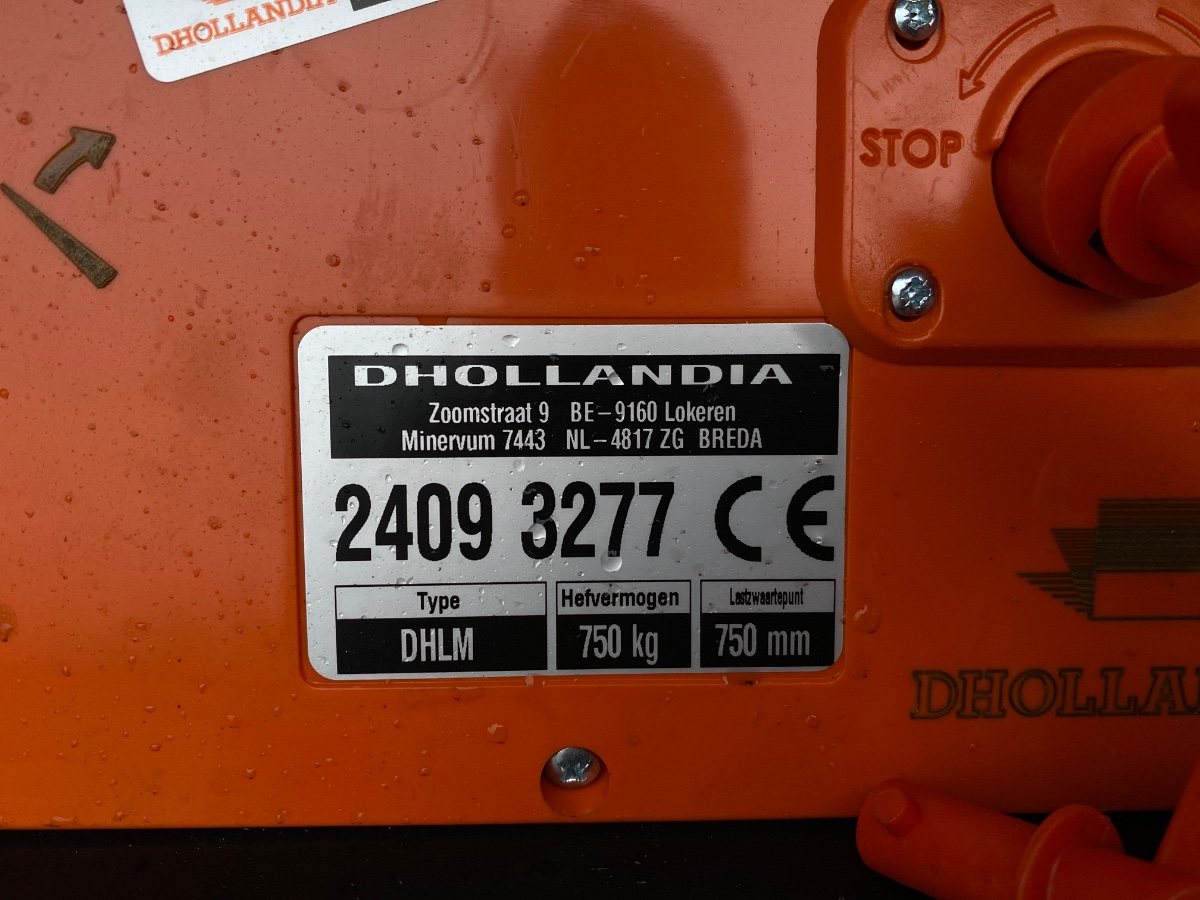 DHOLLANDIA
STOP
DHOLLANDIA
Zoomstraat 9 BE-9160 Lokeren
Minervum 7443 NL-4817 ZG BREDA
2409 3277 CE
Type Hefvermogen Lastzwaartepunt
DHLM 750 kg 750 mm
DHOLLA